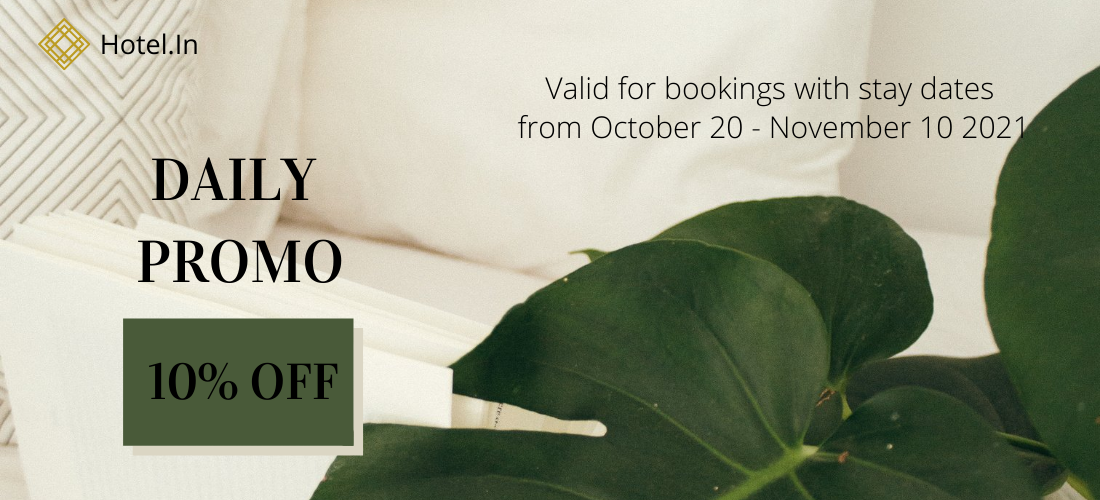 Hotel.In
Valid for bookings with stay dates
from October 20 - November 10 2021
DAILY
PROMO
10% OFF